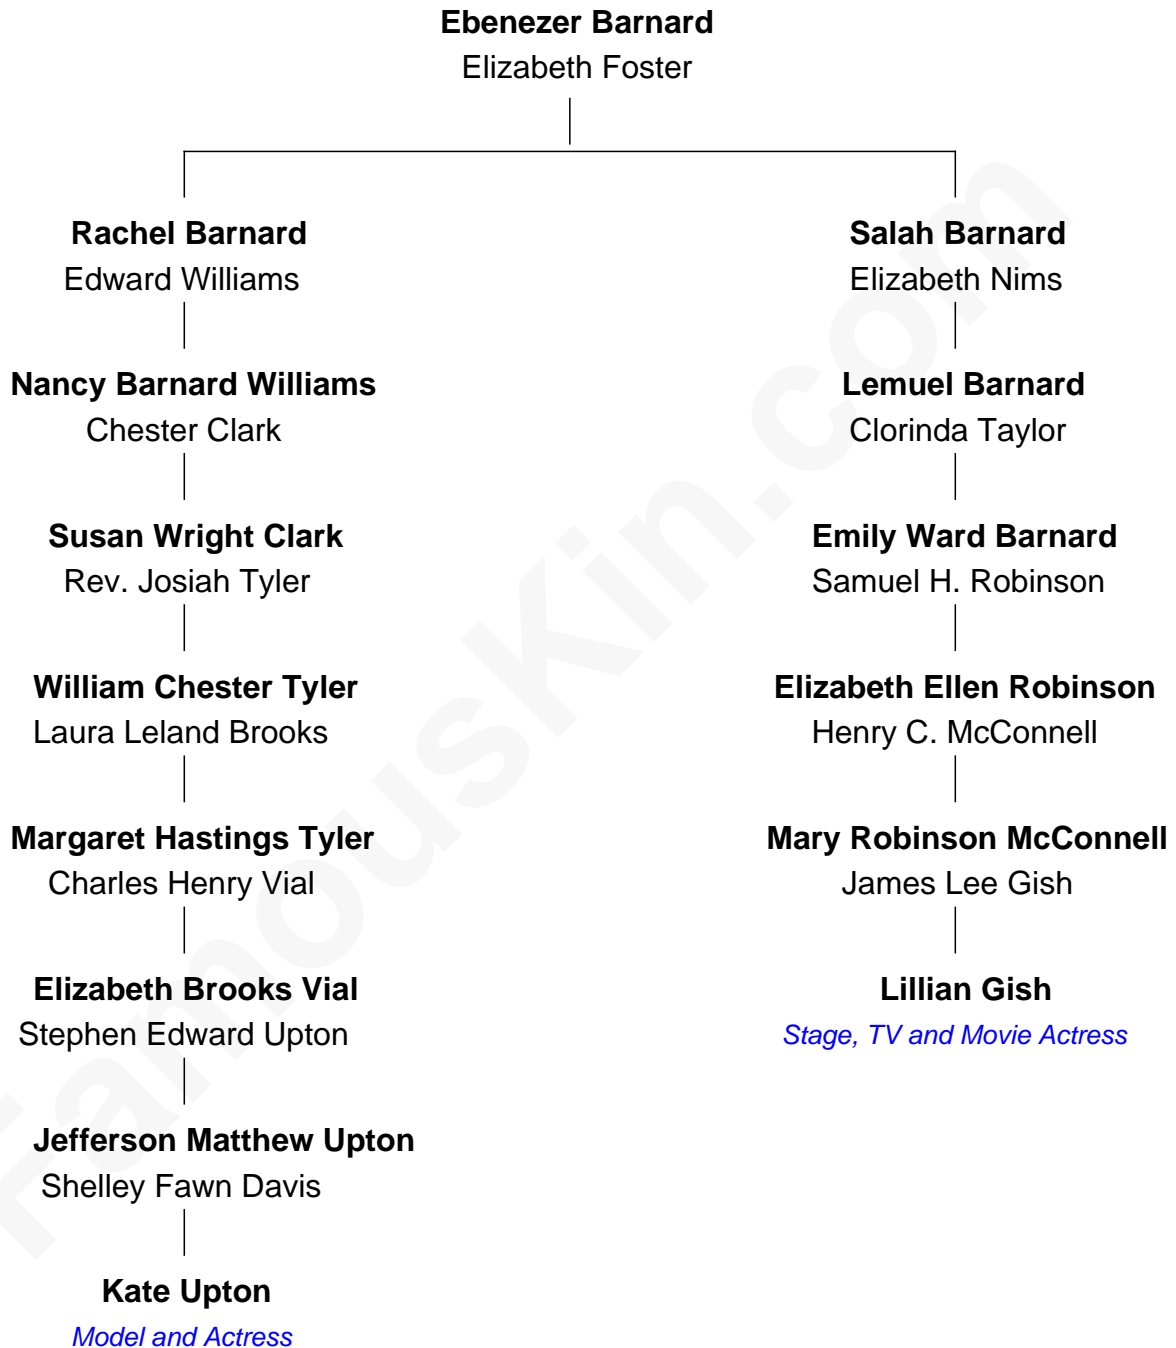 Ebenezer Barnard
Elizabeth Foster
Rachel Barnard
Edward Williams
Salah Barnard
Elizabeth Nims
Nancy Barnard Williams
Chester Clark
Lemuel Barnard
Clorinda Taylor
Susan Wright Clark
Rev. Josiah Tyler
Emily Ward Barnard
Samuel H. Robinson
William Chester Tyler
Laura Leland Brooks
Elizabeth Ellen Robinson
Henry C. McConnell
Margaret Hastings Tyler
Charles Henry Vial
Mary Robinson McConnell
James Lee Gish
Elizabeth Brooks Vial
Stephen Edward Upton
Lillian Gish
Stage, TV and Movie Actress
Jefferson Matthew Upton
Shelley Fawn Davis
Kate Upton
Model and Actress
FamousKin.com